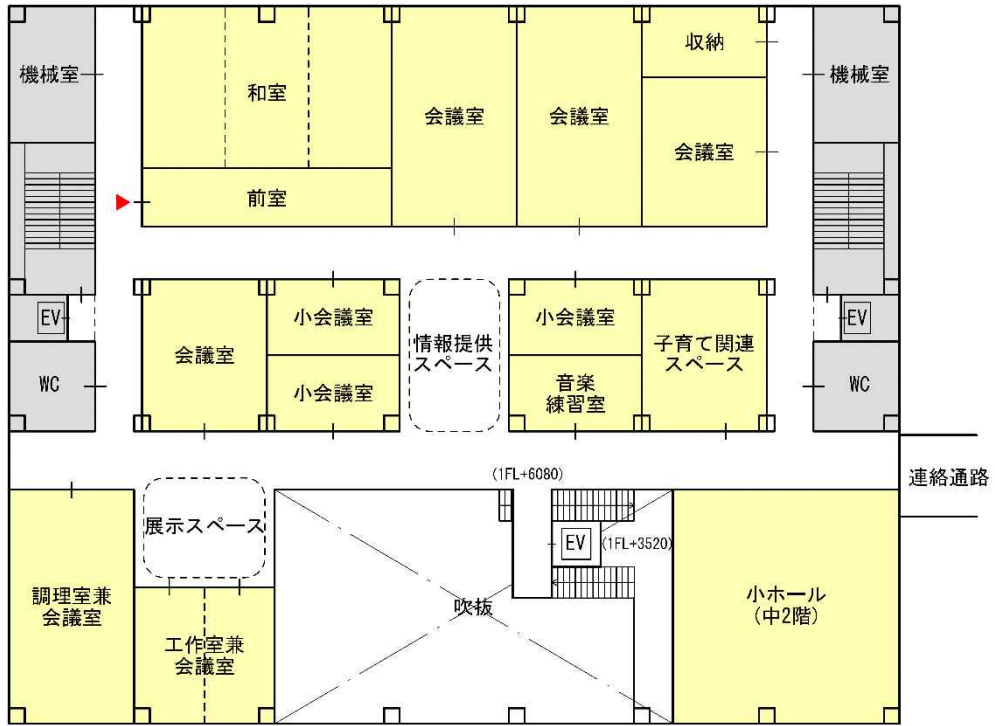 機械室
和室
会議室
会議室
収納
機械室
会議室
前室
EV
会議室
小会議室
小会議室
情報提供
スペース
小会議室
音楽
練習室
子育て関連
スペース
EV
WC
WC
(1FL+6080)
連絡通路
展示スペース
EV
(1FL+3520)
調理室兼
会議室
工作室兼
会議室
吹抜
小ホール
(中2階)